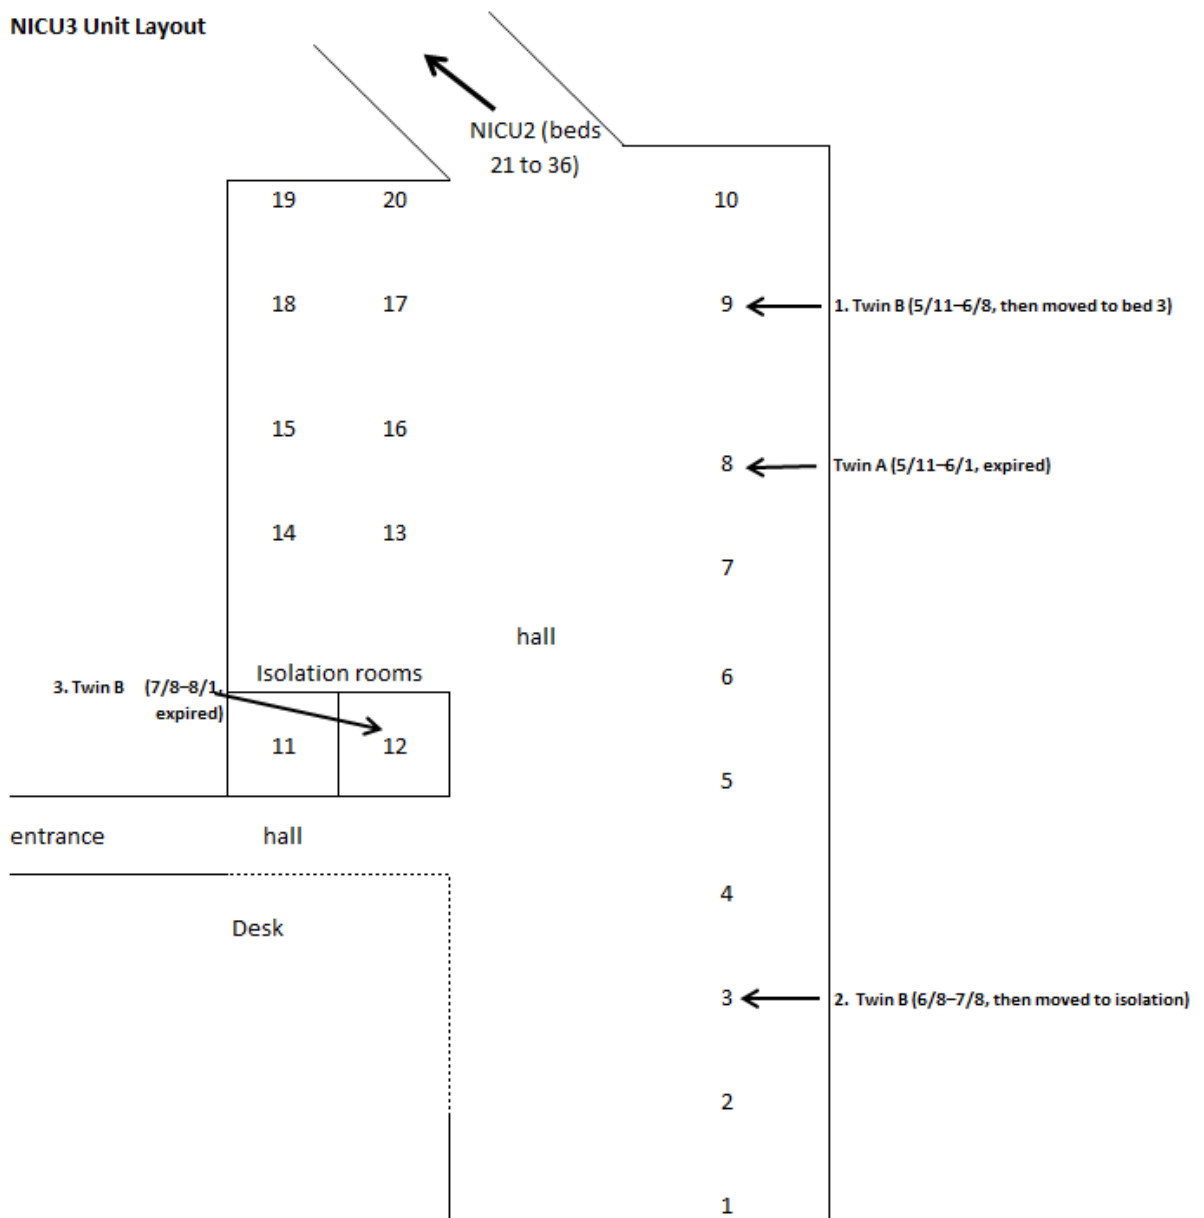 NICU3 Unit Layout
NICU2 (beds
21 to 36)
19 20 10
18 17 9 1. Twin B (5/11–6/8, then moved to bed 3)
15 16
8 Twin A (5/11–6/1, expired)
14 13
7
hall
Isolation rooms 6
3. Twin B (7/8–8/1,
expired)
11 12
5
entrance hall
4
Desk
3 2. Twin B (6/8–7/8, then moved to isolation)
2
1